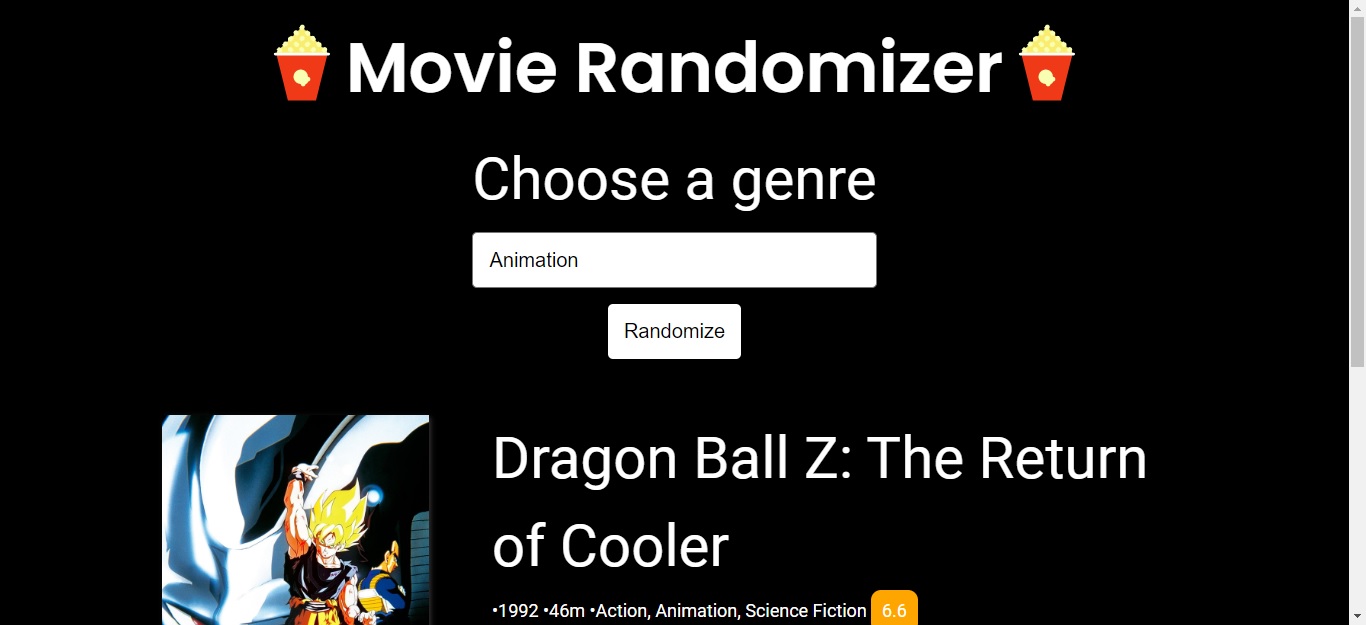 Movie Randomizer
Choose a genre
Animation
Randomize
Dragon Ball Z: The Return
of Cooler
•1992 •46m •Action, Animation, Science Fiction 6.6